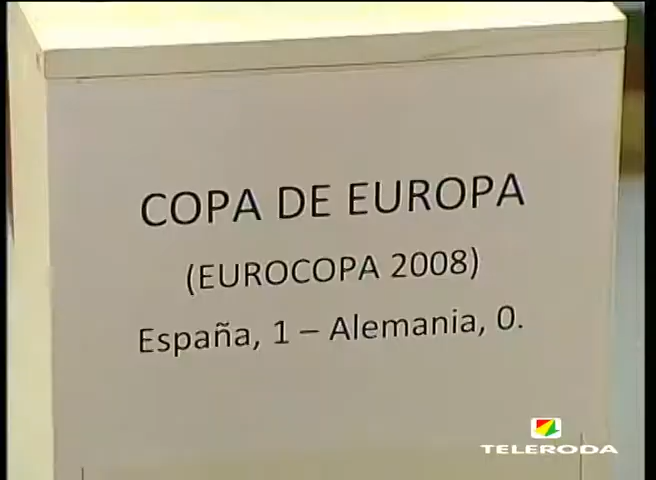 COPA DE EUROPA
(EUROCOPA 2008)
España, 1 – Alemania, 0.
TELERODA